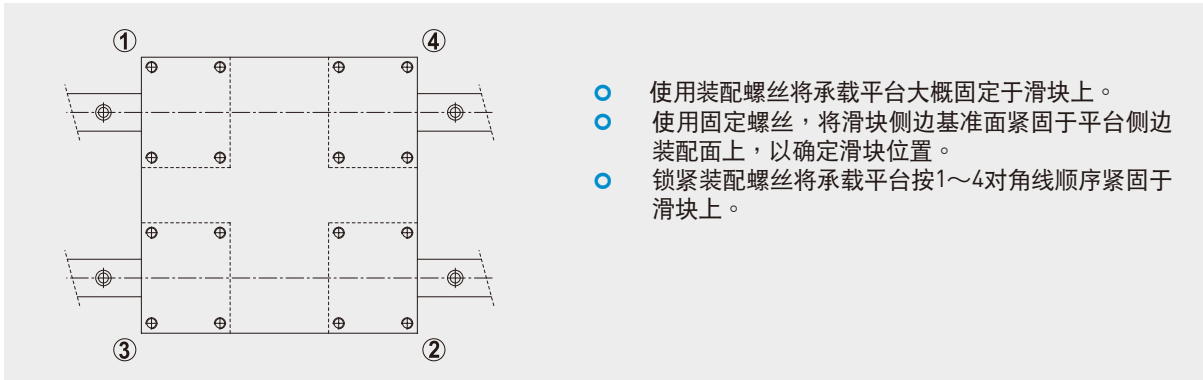 ① ④
使用装配螺丝将承载平台大概固定于滑块上。
使用固定螺丝，将滑块侧边基准面紧固于平台侧边
装配面上，以确定滑块位置。
锁紧装配螺丝将承载平台按1～4对角线顺序紧固于
滑块上。
③ ②